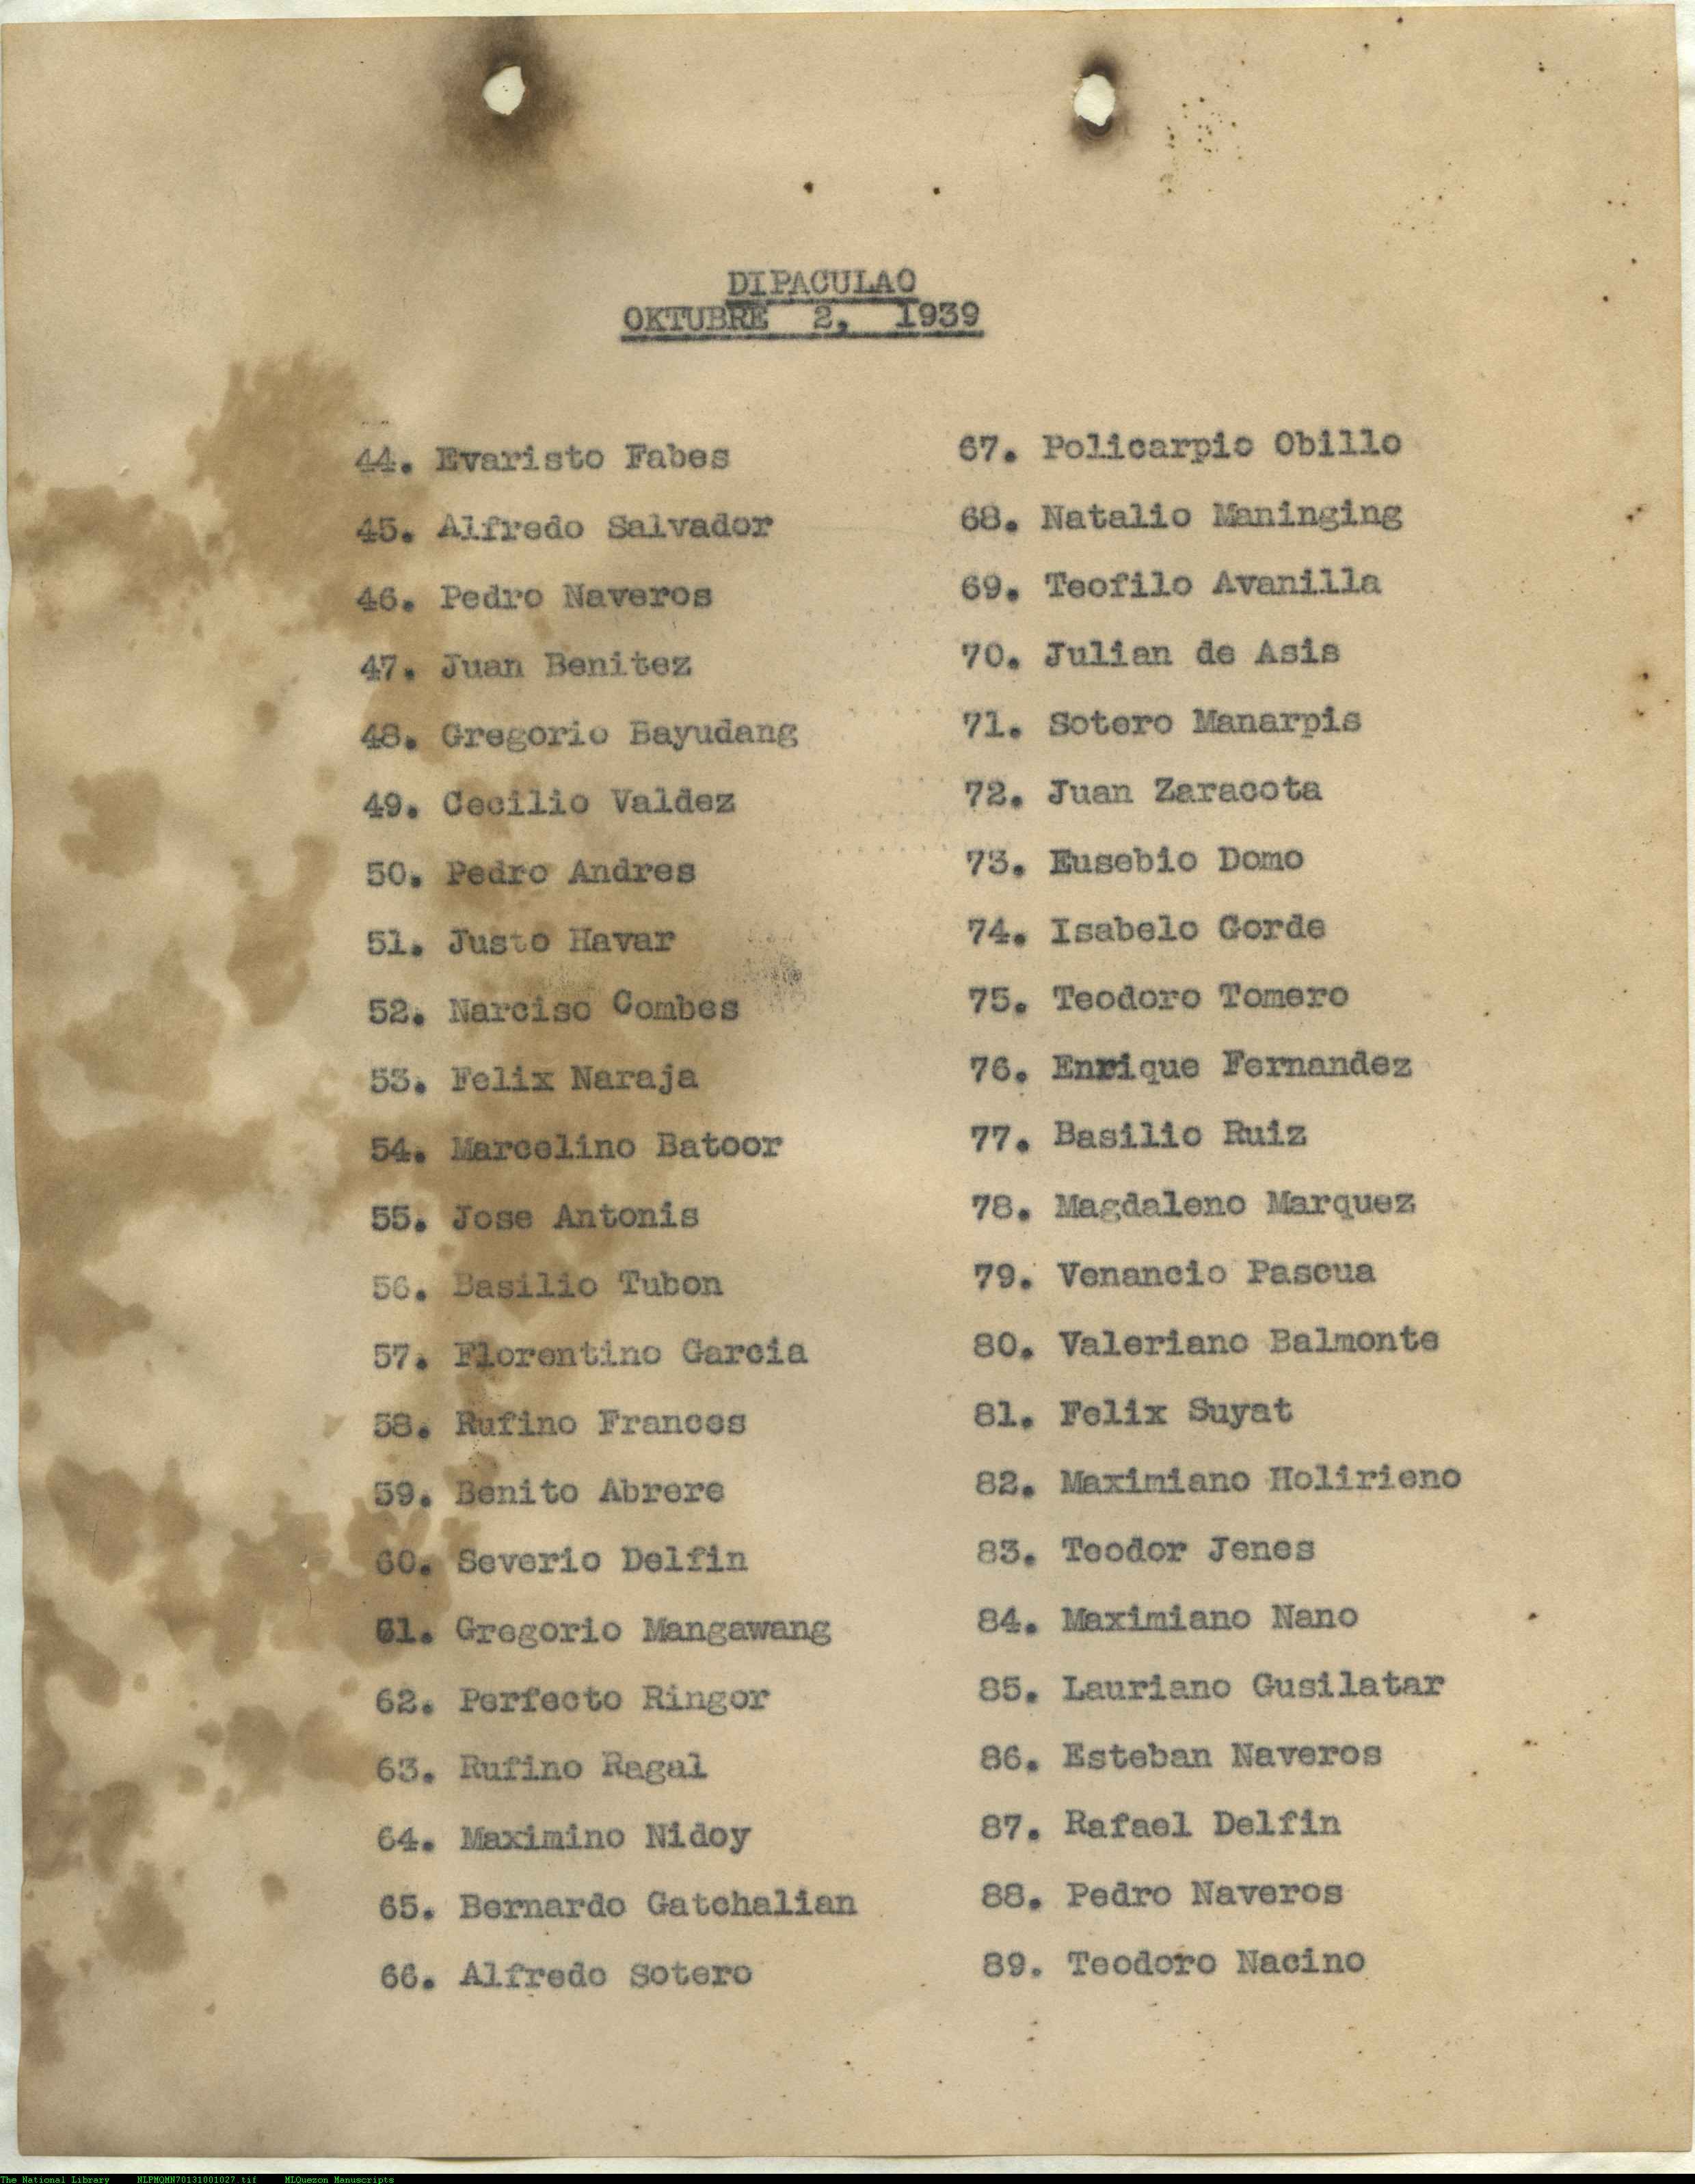 DIPACULAO
OKTUBRE 2, 1939
44. Evaristo Fabes
45. Alfredo Salvador
46. Pedro Naveros
47. Juan Benitez
48. Gregorio Bayudang
49. Cecilio Valdez
50. Pedro Andres
51. Justo Havar
52. Narciso Combes
53. Felix Naraja
54. Marcelino Batoor
55. Jose Antonis
56. Basilio Tubon
57. Florentino Garcia
58. Rufino Frances
59. Benito Abrere
60. Severio Delfin
61. Gregorio Mangawang
62. Perfecto Ringor
63. Rufino Ragal
64. Maximino Nidoy
65. Bernardo Gatchalian
66. Alfredo Sotero
67. Policarpio Obillo
68. Natalio Maninging
69. Teofilo Avanilla
70. Julian de Asis
71. Sotero Manarpis
72. Juan Zaracota
73. Eusebio Domo
74. Isabelo Gorde
75. Teodoro Tomero
76. Enrique Fernandez
77. Basilio Ruiz
78. Magdaleno Marquez
79. Venancio Pascua
80. Valeriano Balmonte
81. Felix Suyat
82. Maximiano Holirieno
83. Teodor Jenes
84. Maximiano Nano
85. Lauriano Gusilatar
86. Esteban Naveros
87. Rafael Delfin
88. Pedro Naveros
89. Teodoro Nacino
The National Library NLPMQMN70131001027.tif MLQuezon Manuscripts